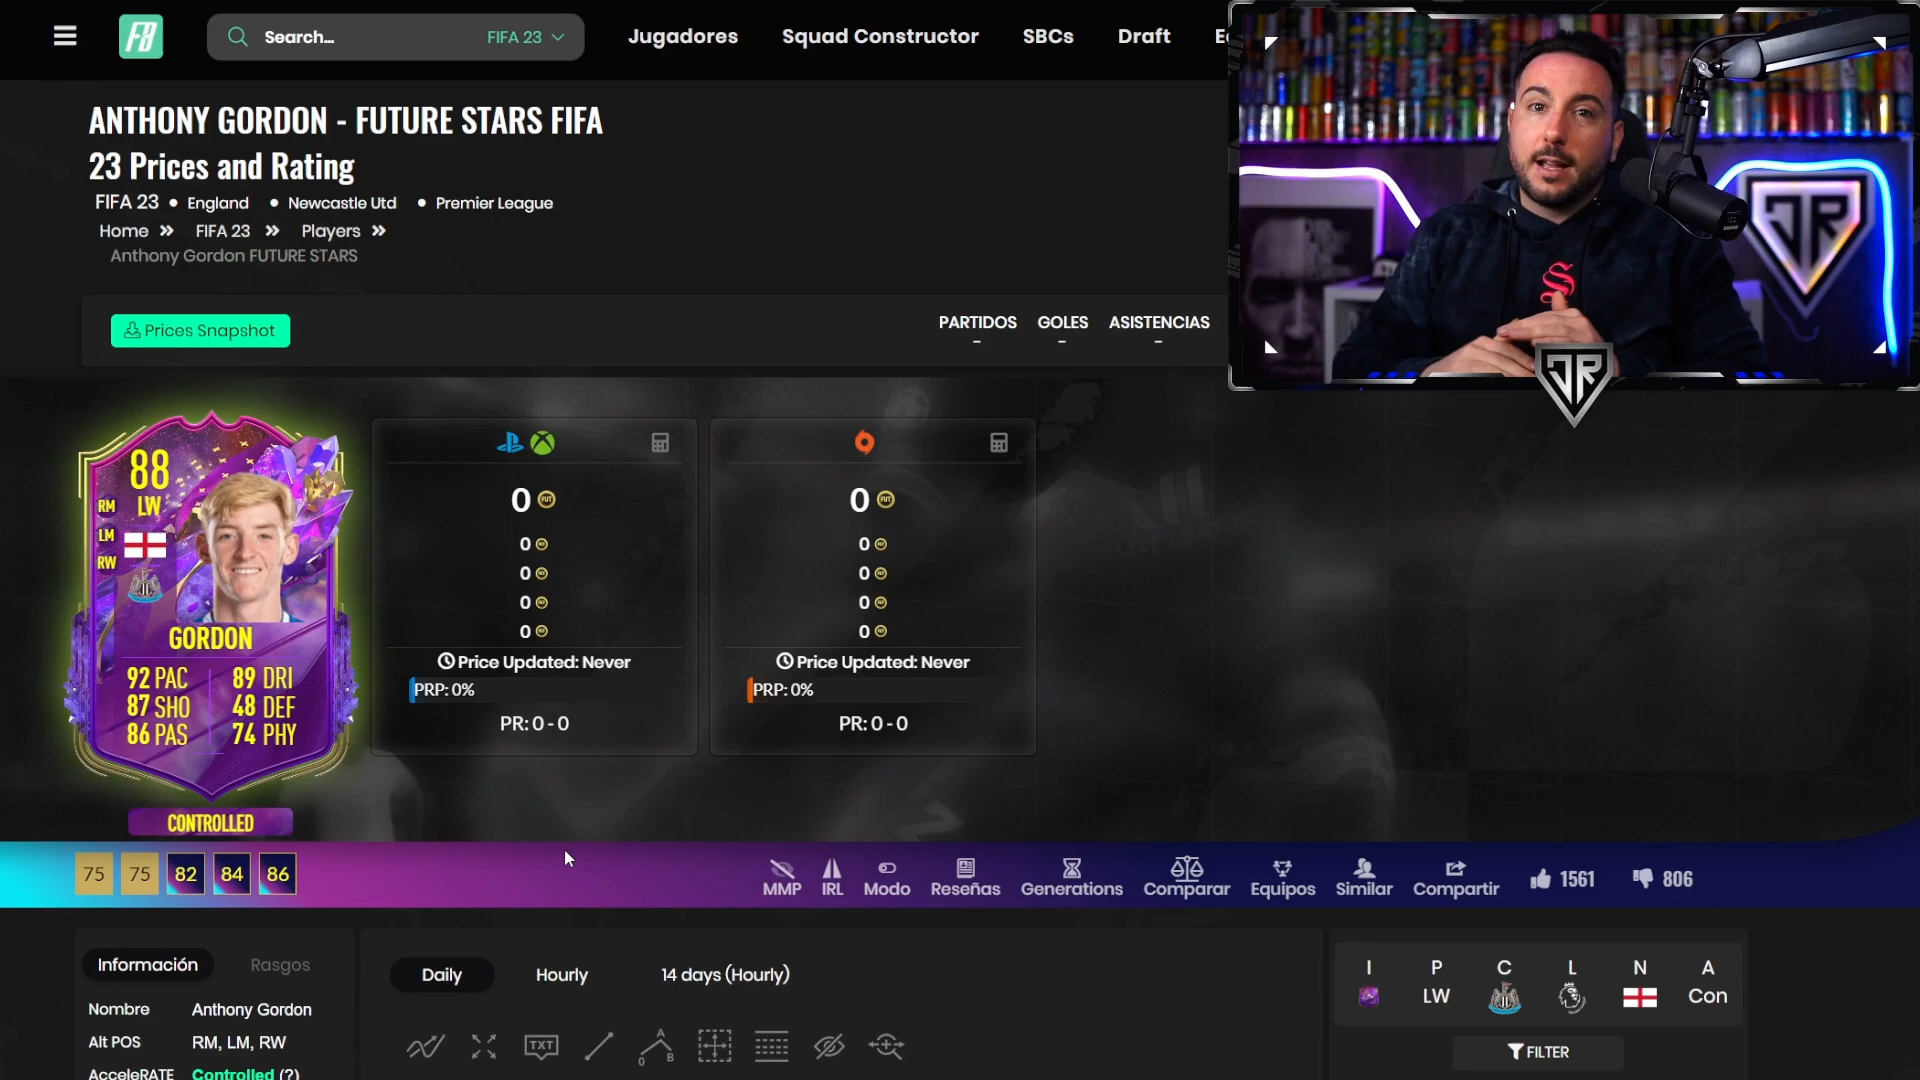 Search...
FIFA 23
Jugadores
Squad Constructor
SBCs
Draft
ANTHONY GORDON - FUTURE STARS FIFA
23 Prices and Rating
FIFA 23 • England • Newcastle Utd • Premier League
Home » FIFA 23 » Players »
Anthony Gordon FUTURE STARS
Prices Snapshot
PARTIDOS GOLES ASISTENCIAS
- - -
JR
S
JR
88
LW
RM
LM
RW
GORDON
92 PAC 89 DRI
87 SHO 48 DEF
86 PAS 74 PHY
CONTROLLED
0
0
0
0
0
Price Updated: Never
PRP: 0%
PR: 0 - 0
0
0
0
0
0
Price Updated: Never
PRP: 0%
PR: 0 - 0
75 75 82 84 86
MMP IRL Modo Reseñas Generations Comparar Equipos Similar Compartir 1561 806
Información Rasgos
Nombre Anthony Gordon
Alt POS RM, LM, RW
AcceleRATE Controlled (?)
Daily Hourly 14 days (Hourly)
TXT
A
0 B
I P C L N A
LW Con
FILTER